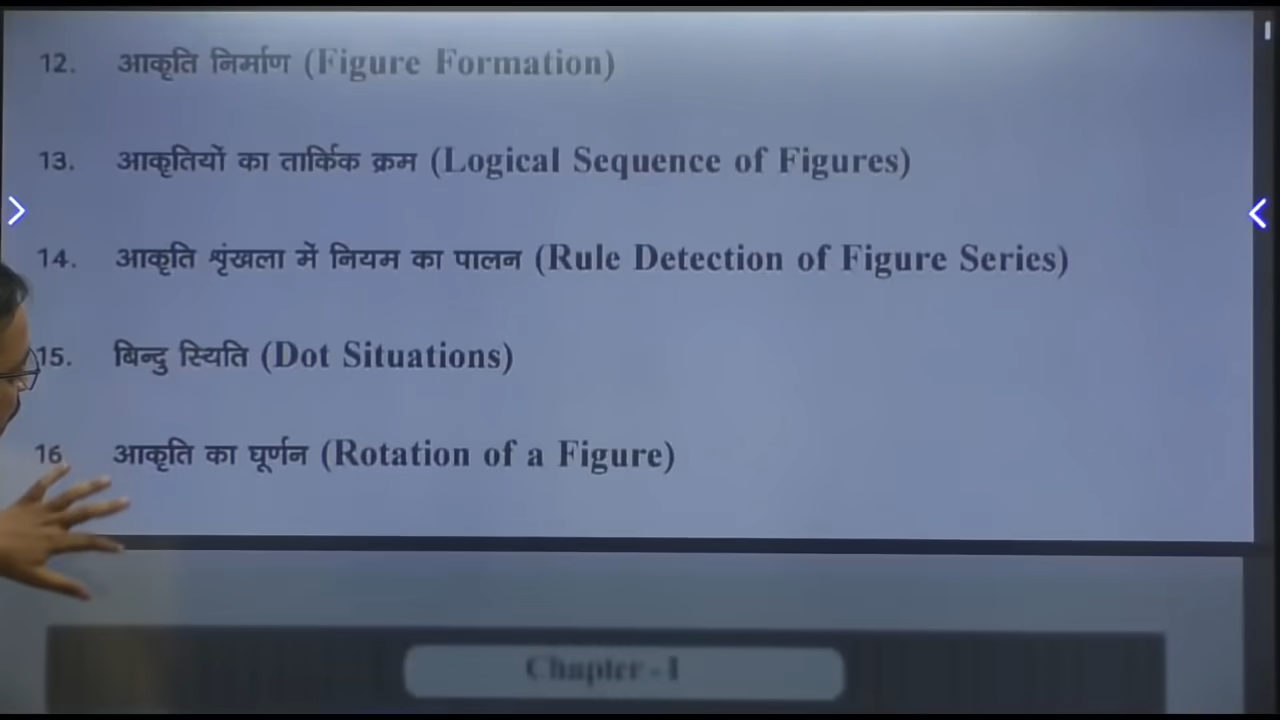 12. आकृति निर्माण (Figure Formation)
13. आकृतियों का तार्किक क्रम (Logical Sequence of Figures)
14. आकृति श्रृंखला में नियम का पालन (Rule Detection of Figure Series)
15. बिन्दु स्थिति (Dot Situations)
16. आकृति का घूर्णन (Rotation of a Figure)
Chapter - I